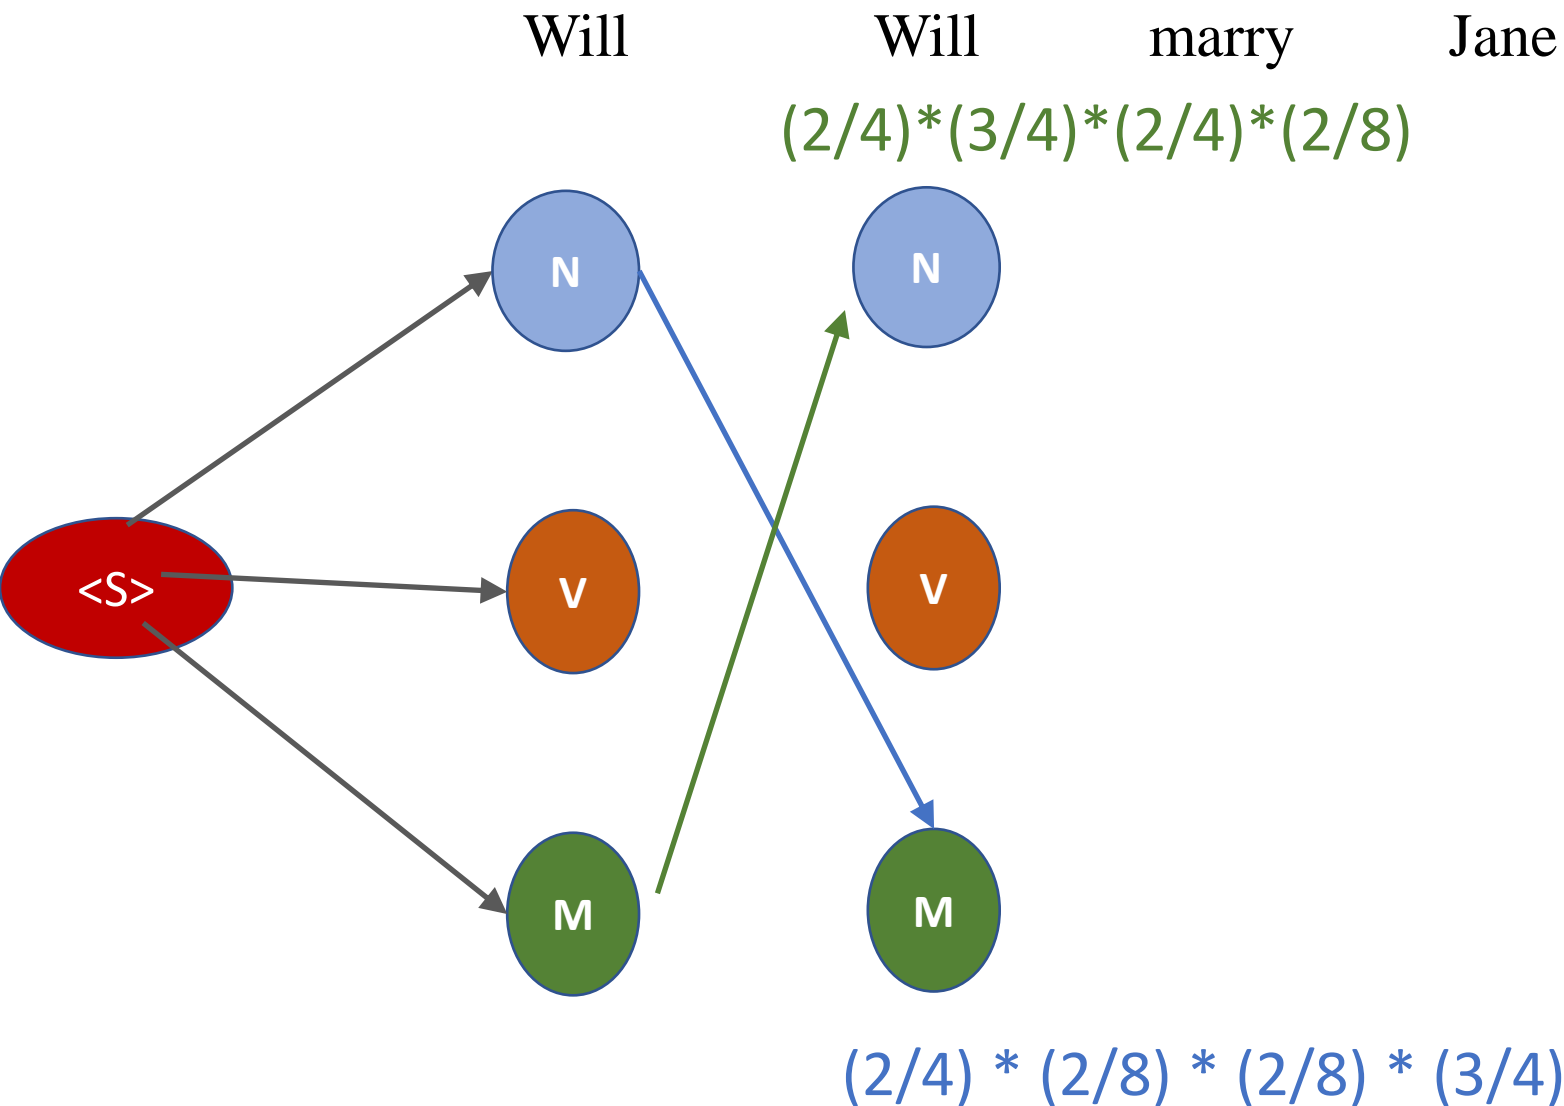 Will Will marry Jane
(2/4)*(3/4)*(2/4)*(2/8)
N N
<S> V V
M M
(2/4) * (2/8) * (2/8) * (3/4)